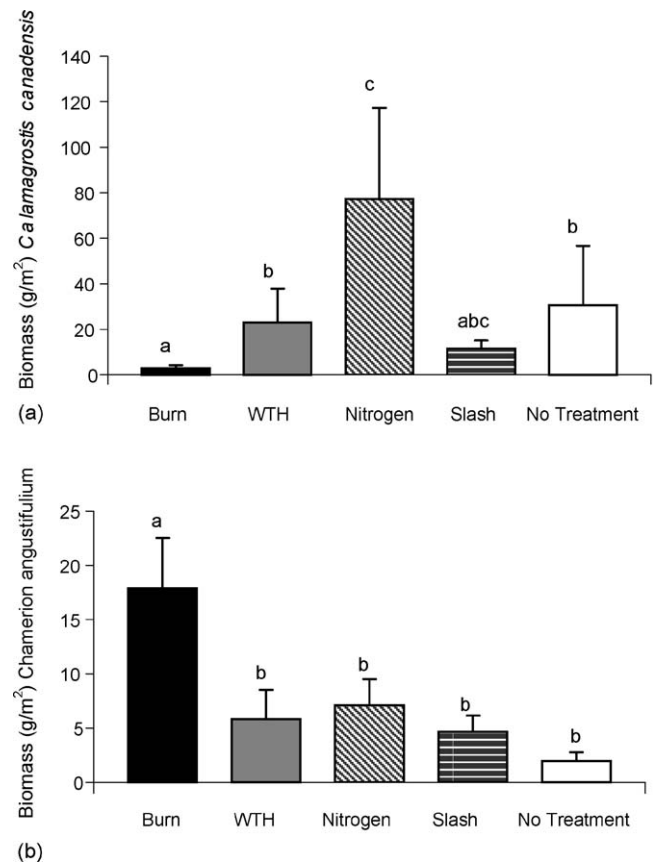 140
120
100
80
60
40
20
0
Biomass (g/m²) Calamagrostis canadensis
a
b
c
abc
b
Burn WTH Nitrogen Slash No Treatment
(a)
25
20
15
10
5
0
Biomass (g/m²) Chamerion angustifulium
a
b
b
b
b
Burn WTH Nitrogen Slash No Treatment
(b)